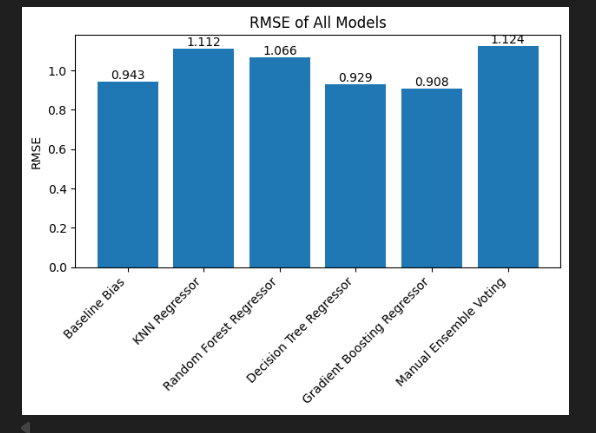 RMSE of All Models
1.112
1.124
1.066
0.943
0.929
0.908
1.0
0.8
0.6
0.4
0.2
0.0
RMSE
Baseline Bias
KNN Regressor
Random Forest Regressor
Decision Tree Regressor
Gradient Boosting Regressor
Manual Ensemble Voting